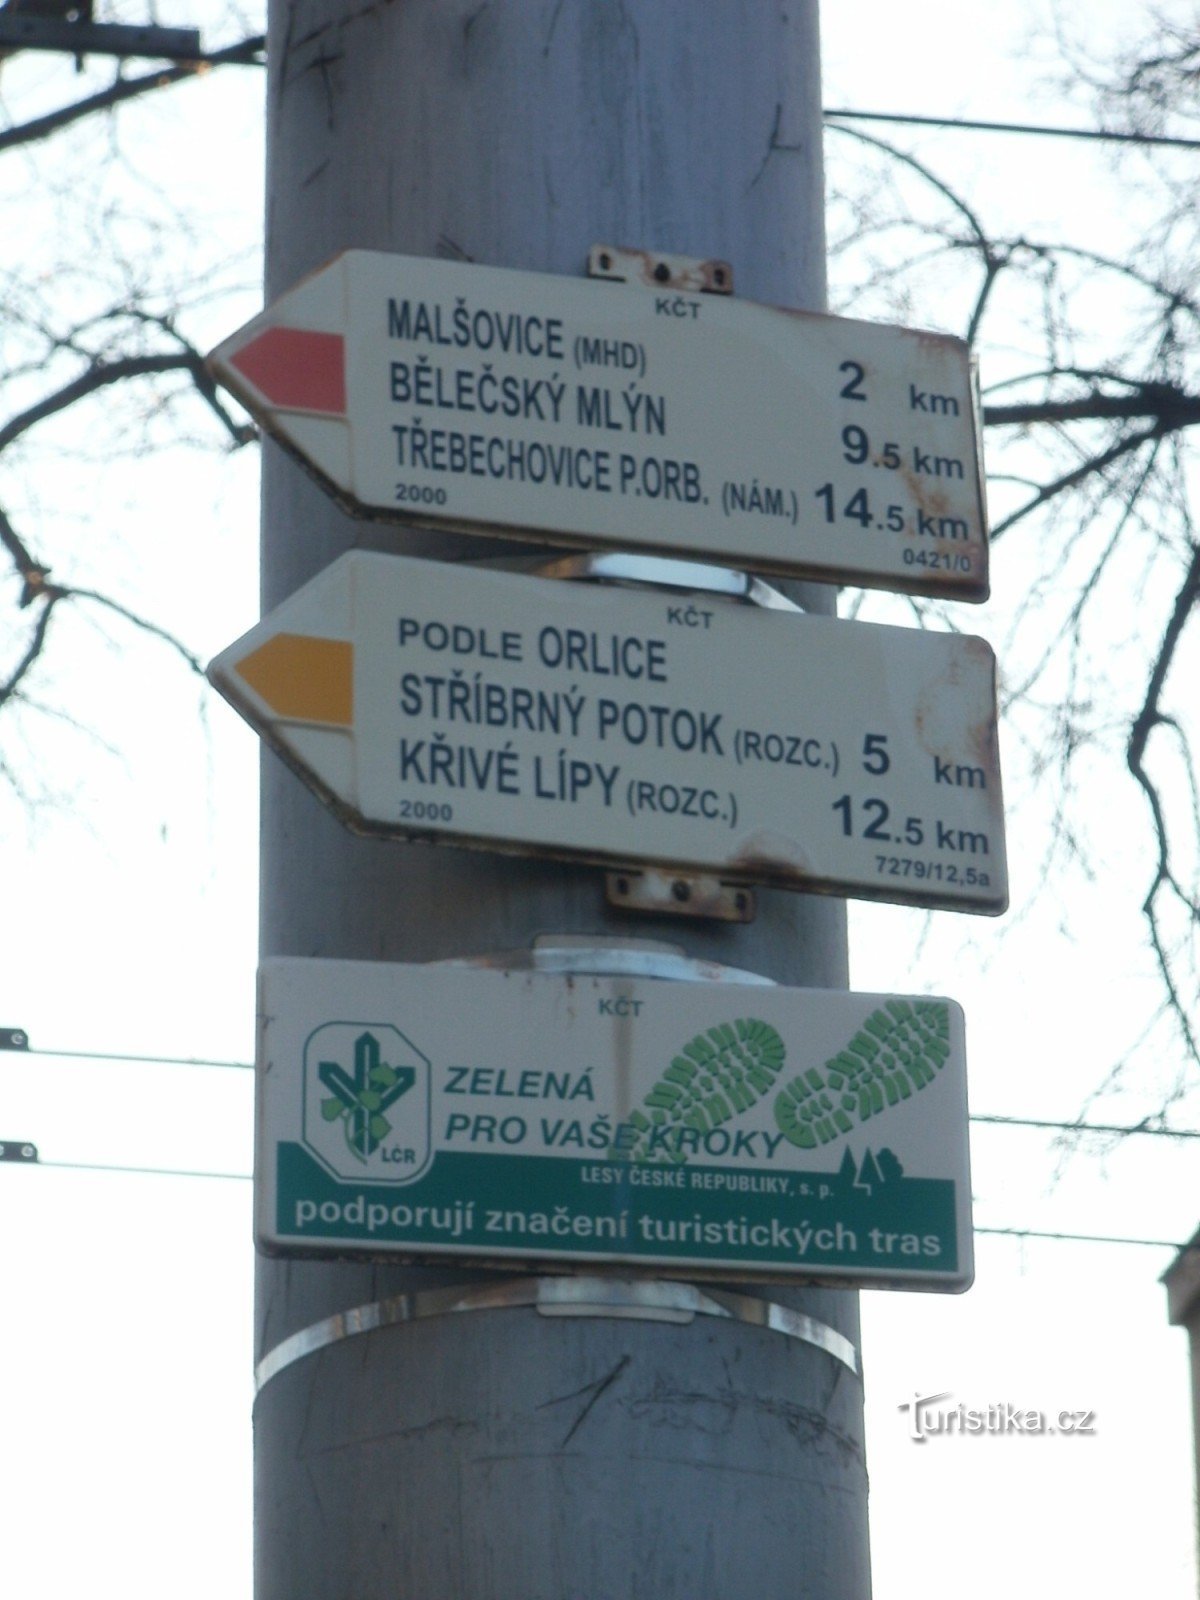 KČT
MALŠOVICE (MHD) 2 km
BĚLEČSKÝ MLÝN 9.5 km
TŘEBECHOVICE P.ORB. (NÁM.) 14.5 km
2000 0421/0
KČT
PODLE ORLICE
STŘÍBRNÝ POTOK (ROZC.) 5 km
KŘIVÉ LÍPY (ROZC.) 12.5 km
2000 7279/12,5a
KČT
ZELENÁ
PRO VAŠE KROKY
LČR
LESY ČESKÉ REPUBLIKY, s. p.
podporují značení turistických tras
Turistika.cz